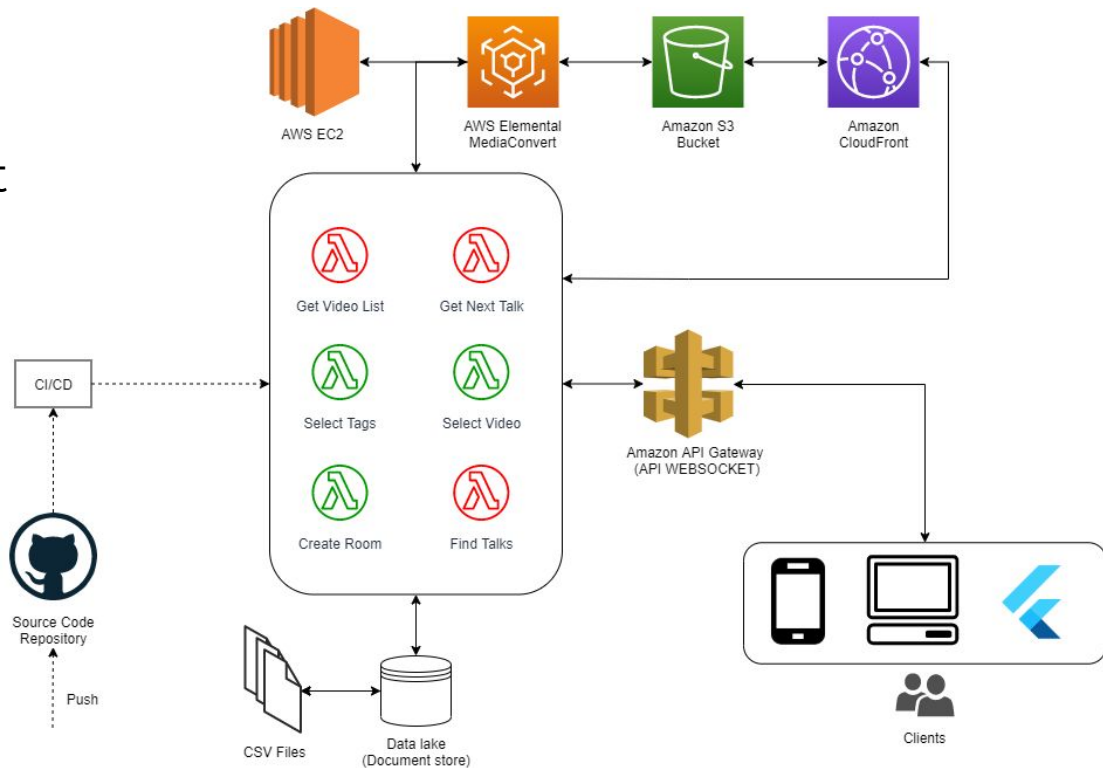 AWS EC2
AWS Elemental
MediaConvert
Amazon S3
Bucket
Amazon
CloudFront
t
Get Video List
Get Next Talk
CI/CD
Select Tags
Select Video
Amazon API Gateway
(API WEBSOCKET)
Create Room
Find Talks
Source Code
Repository
Push
CSV Files
Data lake
(Document store)
Clients